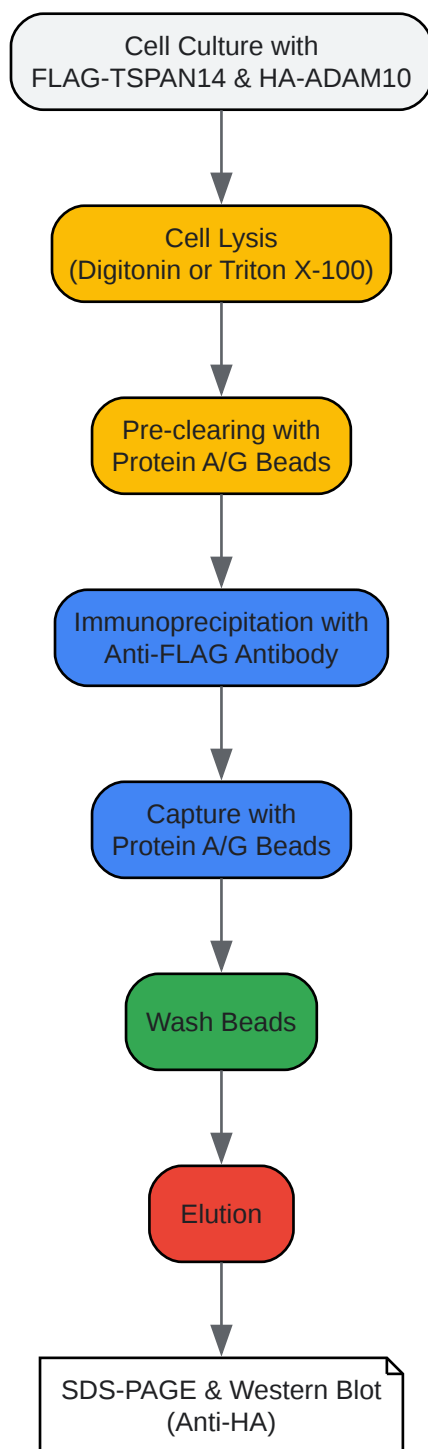 Cell Culture with
FLAG-TSPAN14 & HA-ADAM10
Cell Lysis
(Digitonin or Triton X-100)
Pre-clearing with
Protein A/G Beads
Immunoprecipitation with
Anti-FLAG Antibody
Capture with
Protein A/G Beads
Wash Beads
Elution
SDS-PAGE & Western Blot
(Anti-HA)